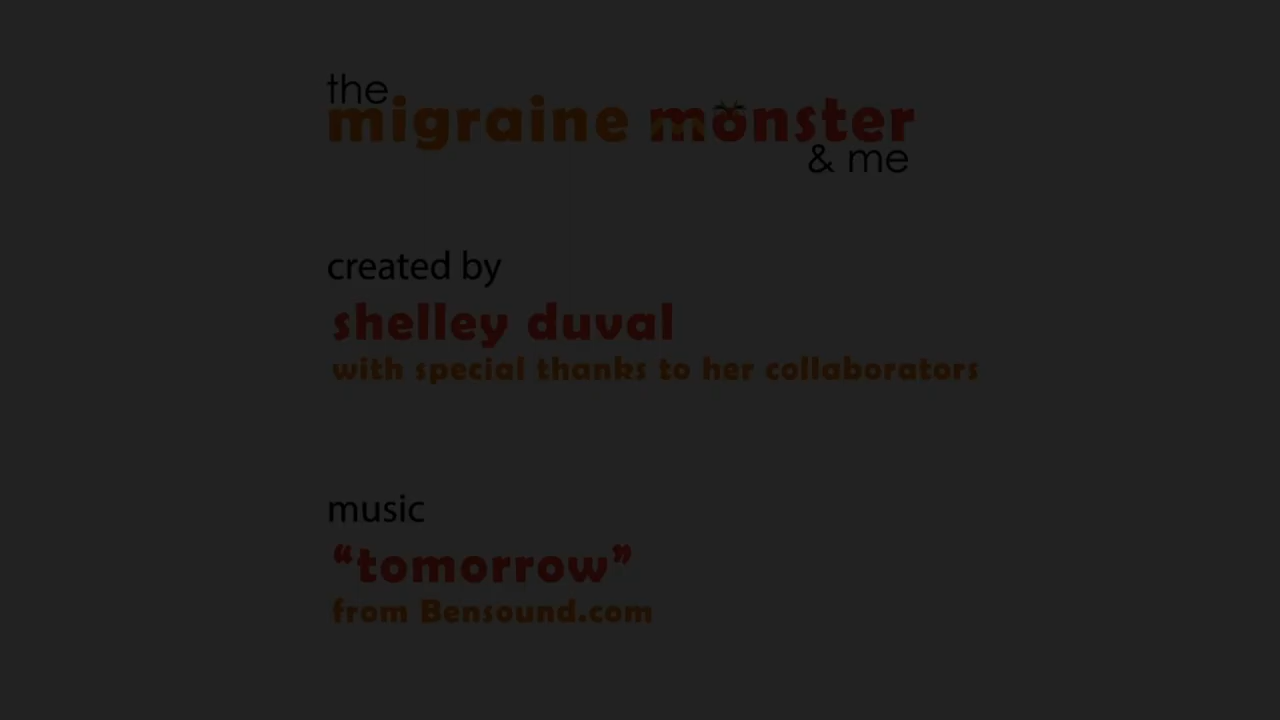 the
migraine monster
& me
created by
shelley duval
with special thanks to her collaborators
music
“tomorrow”
from Bensound.com